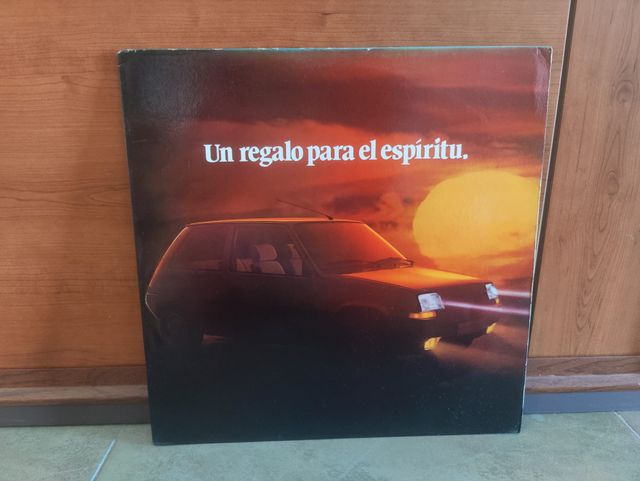 Un regalo para el espíritu.